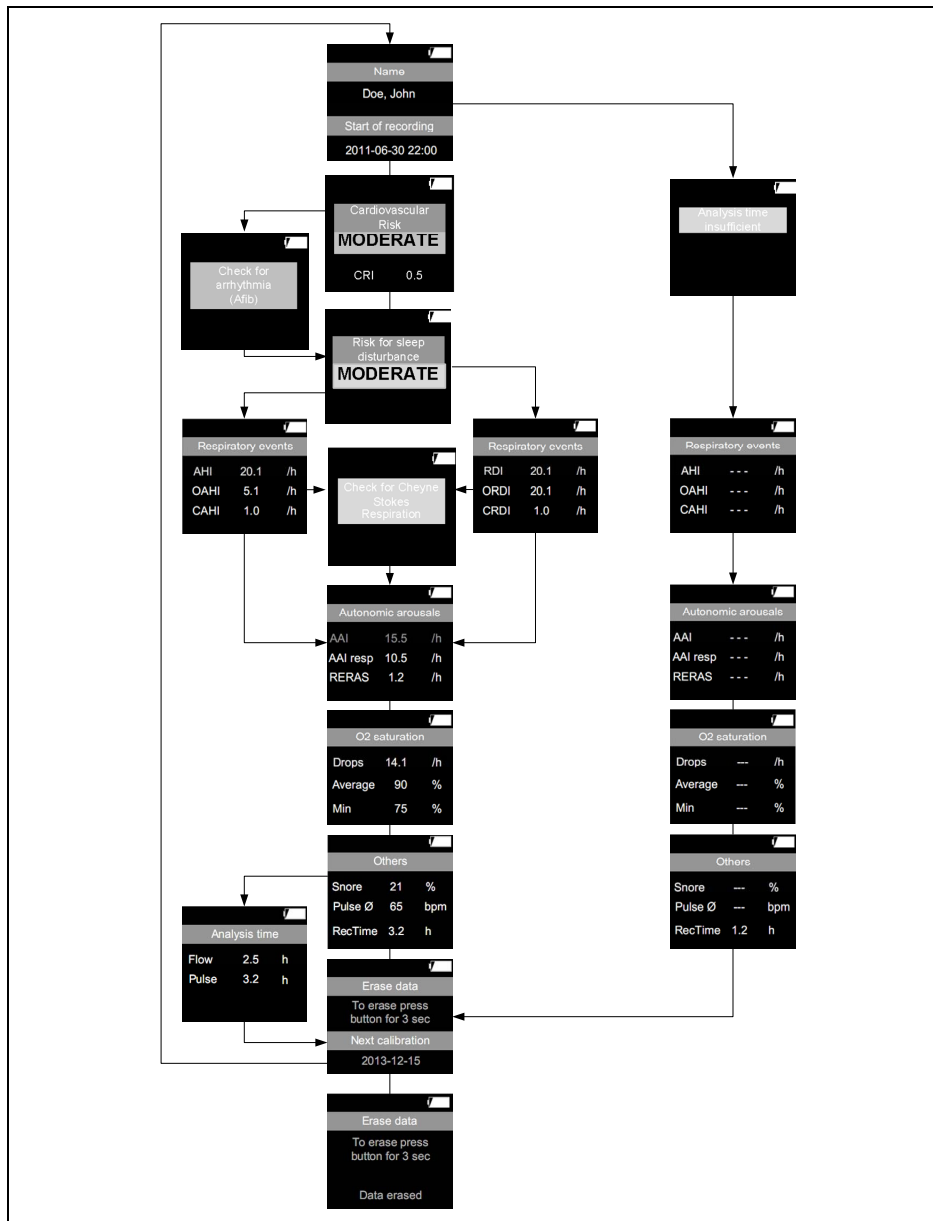 Name
Doe, John
Start of recording
2011-06-30 22:00
Cardiovascular
Risk
MODERATE
CRI 0.5
Analysis time
insufficient
Check for
arrhythmia
(Afib)
Risk for sleep
disturbance
MODERATE
Respiratory events
AHI 20.1 /h
OAHI 5.1 /h
CAHI 1.0 /h
Check for Cheyne
Stokes
Respiration
Respiratory events
RDI 20.1 /h
ORDI 20.1 /h
CRDI 1.0 /h
Respiratory events
AHI - - - /h
OAHI - - - /h
CAHI - - - /h
Autonomic arousals
AAI 15.5 /h
AAI resp 10.5 /h
RERAS 1.2 /h
Autonomic arousals
AAI - - - /h
AAI resp - - - /h
RERAS - - - /h
O2 saturation
Drops 14.1 /h
Average 90 %
Min 75 %
O2 saturation
Drops --- /h
Average --- %
Min --- %
Others
Snore 21 %
Pulse Ø 65 bpm
RecTime 3.2 h
Others
Snore --- %
Pulse Ø --- bpm
RecTime 1.2 h
Analysis time
Flow 2.5 h
Pulse 3.2 h
Erase data
To erase press
button for 3 sec
Next calibration
2013-12-15
Erase data
To erase press
button for 3 sec
Data erased